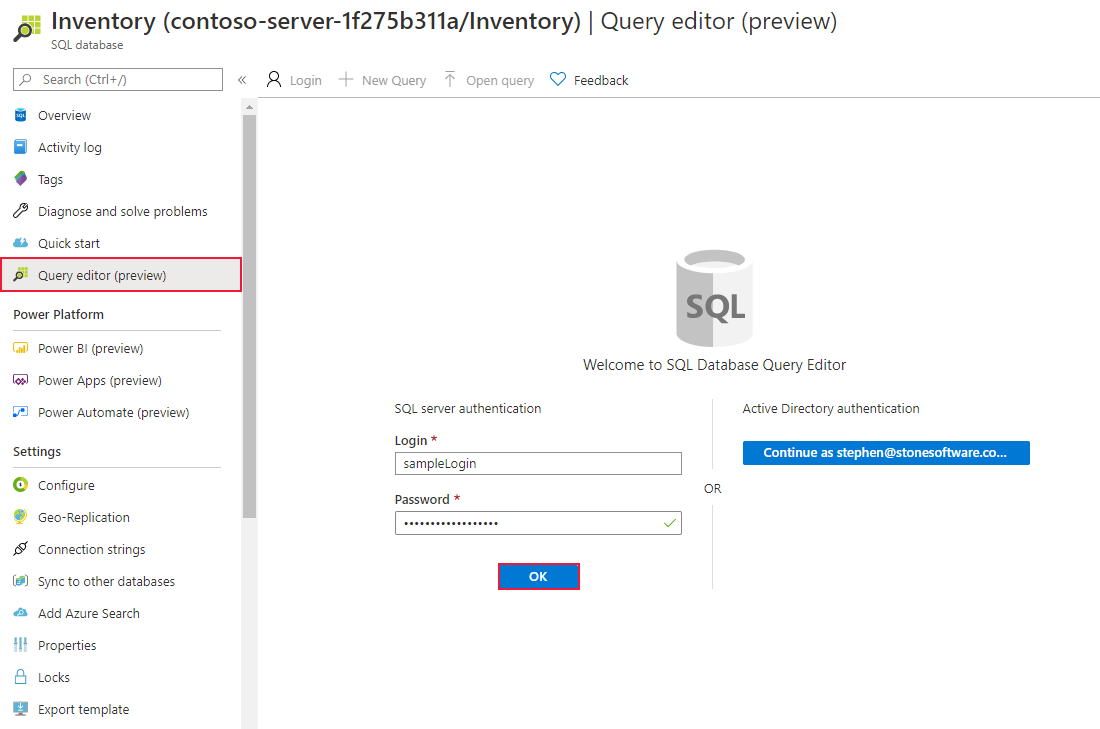 Inventory (contoso-server-1f275b311a/Inventory) | Query editor (preview)
SQL database
Search (Ctrl+/)
«
Login
New Query
Open query
Feedback
SQL
Overview
Activity log
Tags
Diagnose and solve problems
Quick start
Query editor (preview)
Power Platform
Power BI (preview)
Power Apps (preview)
Power Automate (preview)
Settings
Configure
Geo-Replication
Connection strings
Sync to other databases
Add Azure Search
Properties
Locks
Export template
SQL
Welcome to SQL Database Query Editor
SQL server authentication
Login *
sampleLogin
Password *
••••••••••••••••••
OK
OR
Active Directory authentication
Continue as stephen@stonesoftware.co...